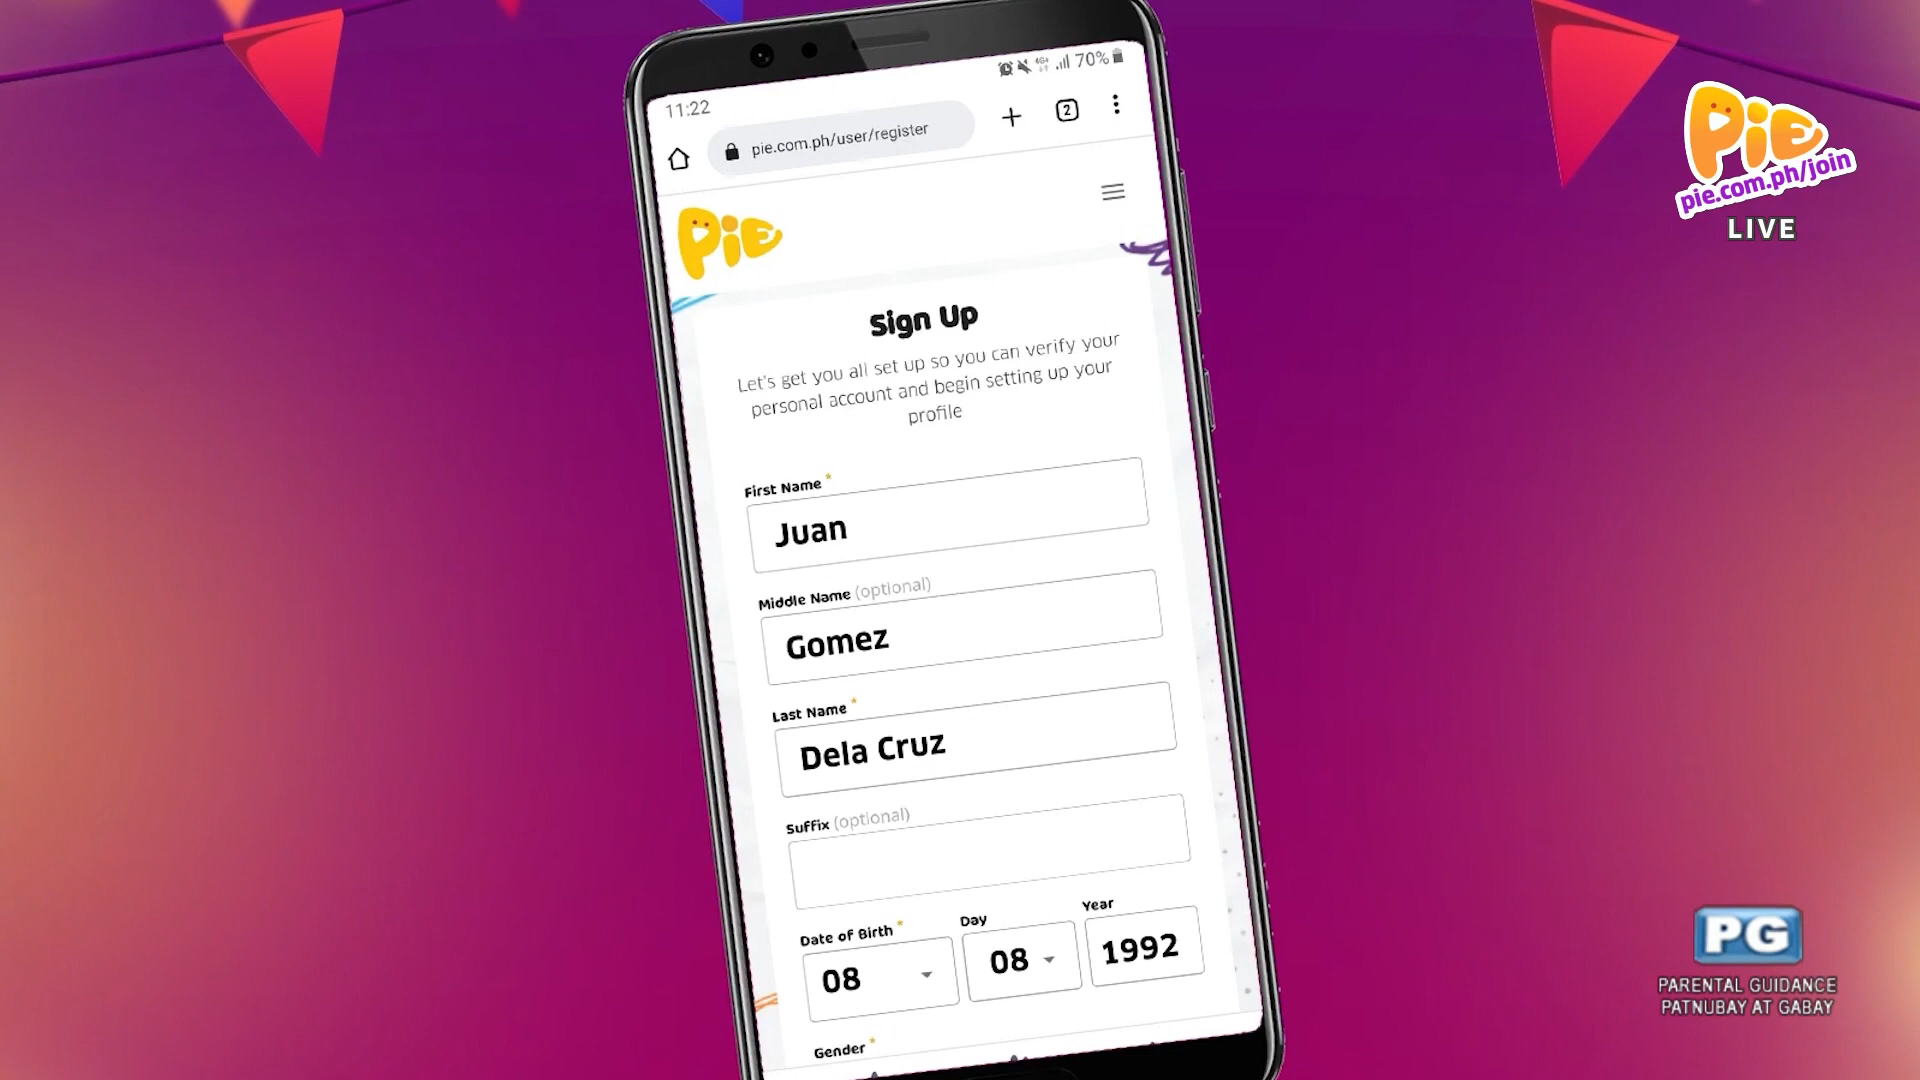 11:22
4G+
70%
pie.com.ph/user/register
2
PiE
Sign Up
Let's get you all set up so you can verify your
personal account and begin setting up your
profile
First Name *
Juan
Middle Name (optional)
Gomez
Last Name *
Dela Cruz
Suffix (optional)
Date of Birth *
Day
Year
08
08
1992
Gender *
PiE
pie.com.ph/join
LIVE
PG
PARENTAL GUIDANCE
PATNUBAY AT GABAY